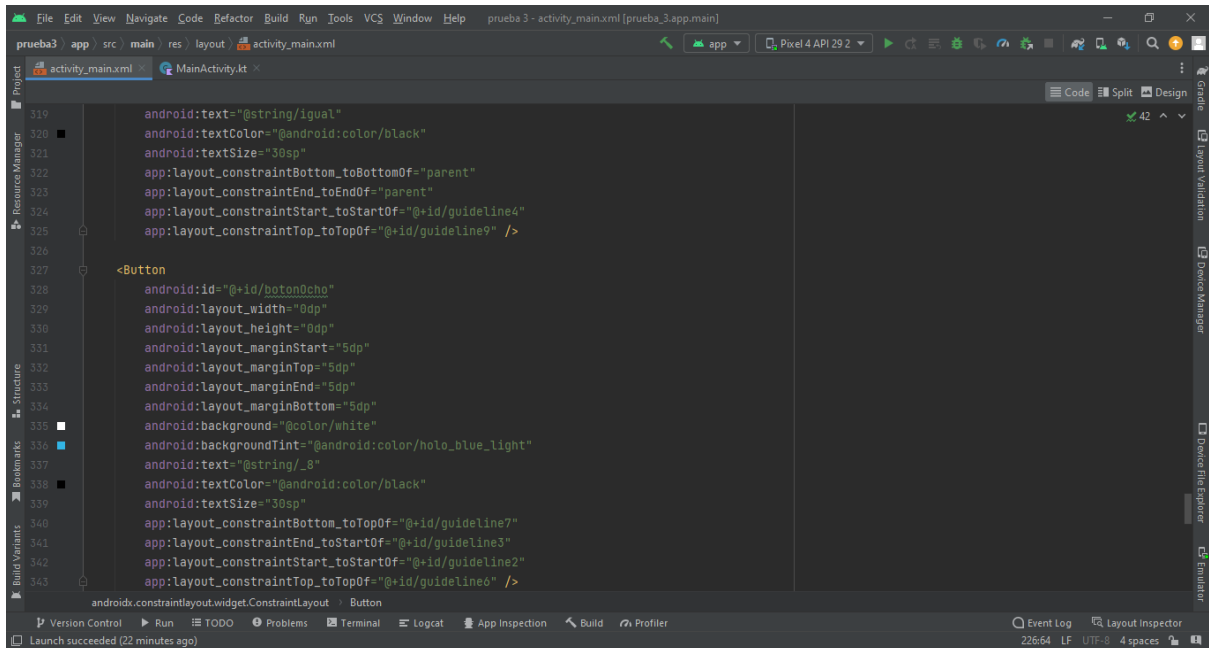 File Edit View Navigate Code Refactor Build Run Tools VCS Window Help prueba 3 - activity_main.xml [prueba_3.app.main]
prueba3 app src main res layout activity_main.xml app Pixel 4 API 29 2
activity_main.xml MainActivity.kt
Code Split Design
319 android:text="@string/igual"
42
320 android:textColor="@android:color/black"
321 android:textSize="30sp"
322 app:layout_constraintBottom_toBottomOf="parent"
323 app:layout_constraintEnd_toEndOf="parent"
324 app:layout_constraintStart_toStartOf="@+id/guideline4"
325 app:layout_constraintTop_toTopOf="@+id/guideline9" />
326
327 <Button
328 android:id="@+id/botonOcho"
329 android:layout_width="0dp"
330 android:layout_height="0dp"
331 android:layout_marginStart="5dp"
332 android:layout_marginTop="5dp"
333 android:layout_marginEnd="5dp"
334 android:layout_marginBottom="5dp"
335 android:background="@color/white"
336 android:backgroundTint="@android:color/holo_blue_light"
337 android:text="@string/_8"
338 android:textColor="@android:color/black"
339 android:textSize="30sp"
340 app:layout_constraintBottom_toTopOf="@+id/guideline7"
341 app:layout_constraintEnd_toStartOf="@+id/guideline3"
342 app:layout_constraintStart_toStartOf="@+id/guideline2"
343 app:layout_constraintTop_toTopOf="@+id/guideline6" />
androidx.constraintlayout.widget.ConstraintLayout Button
Version Control Run TODO Problems Terminal Logcat App Inspection Build Profiler Event Log Layout Inspector
Launch succeeded (22 minutes ago) 226:64 LF UTF-8 4 spaces
Project
Resource Manager
Structure
Bookmarks
Build Variants
Gradle
Layout Validation
Device Manager
Device File Explorer
Emulator